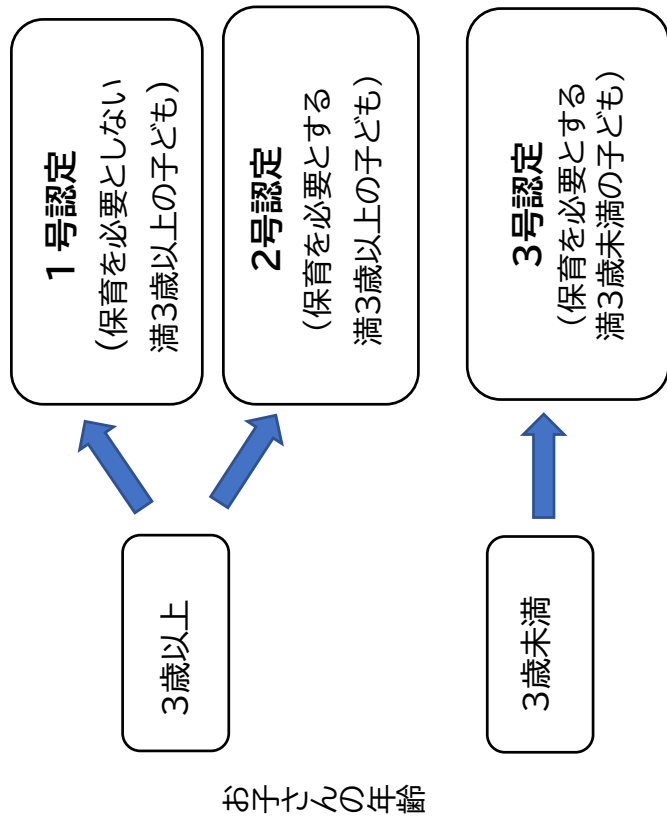 お子さんの年齢
3歳以上
1号認定
(保育を必要としない
満3歳以上の子ども)
2号認定
(保育を必要とする
満3歳以上の子ども)
3歳未満
3号認定
(保育を必要とする
満3歳未満の子ども)